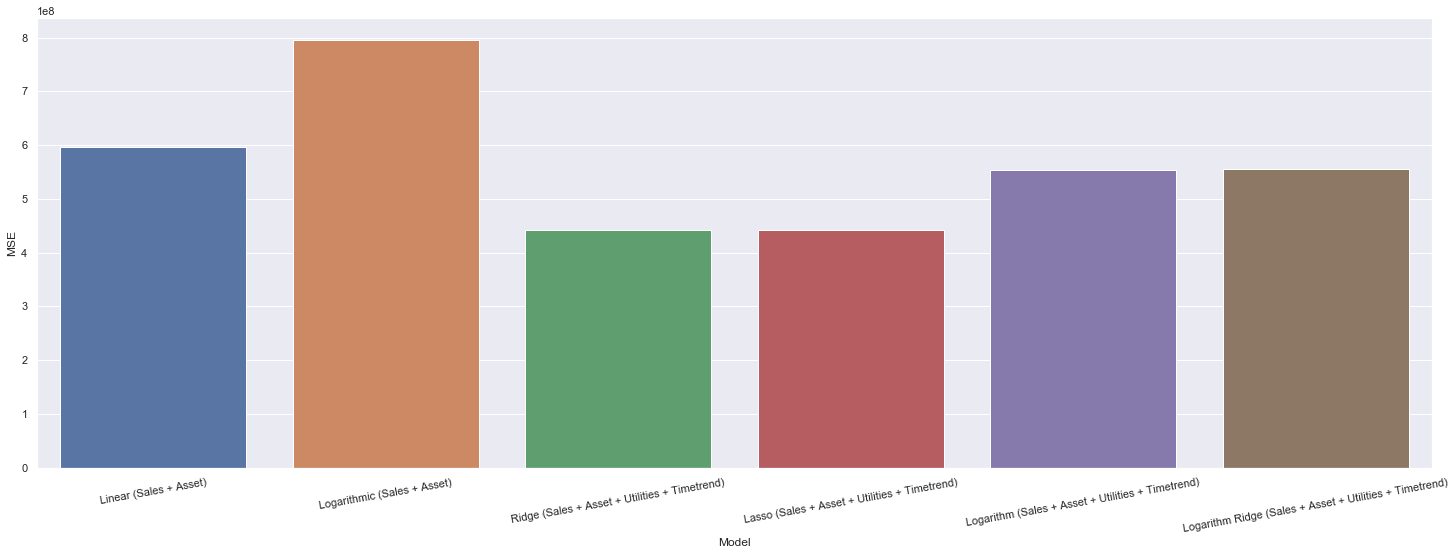 1e8
8
7
6
5
4
3
2
1
0
MSE
Linear (Sales + Asset)
Logarithmic (Sales + Asset)
Ridge (Sales + Asset + Utilities + Timetrend)
Lasso (Sales + Asset + Utilities + Timetrend)
Logarithm (Sales + Asset + Utilities + Timetrend)
Logarithm Ridge (Sales + Asset + Utilities + Timetrend)
Model